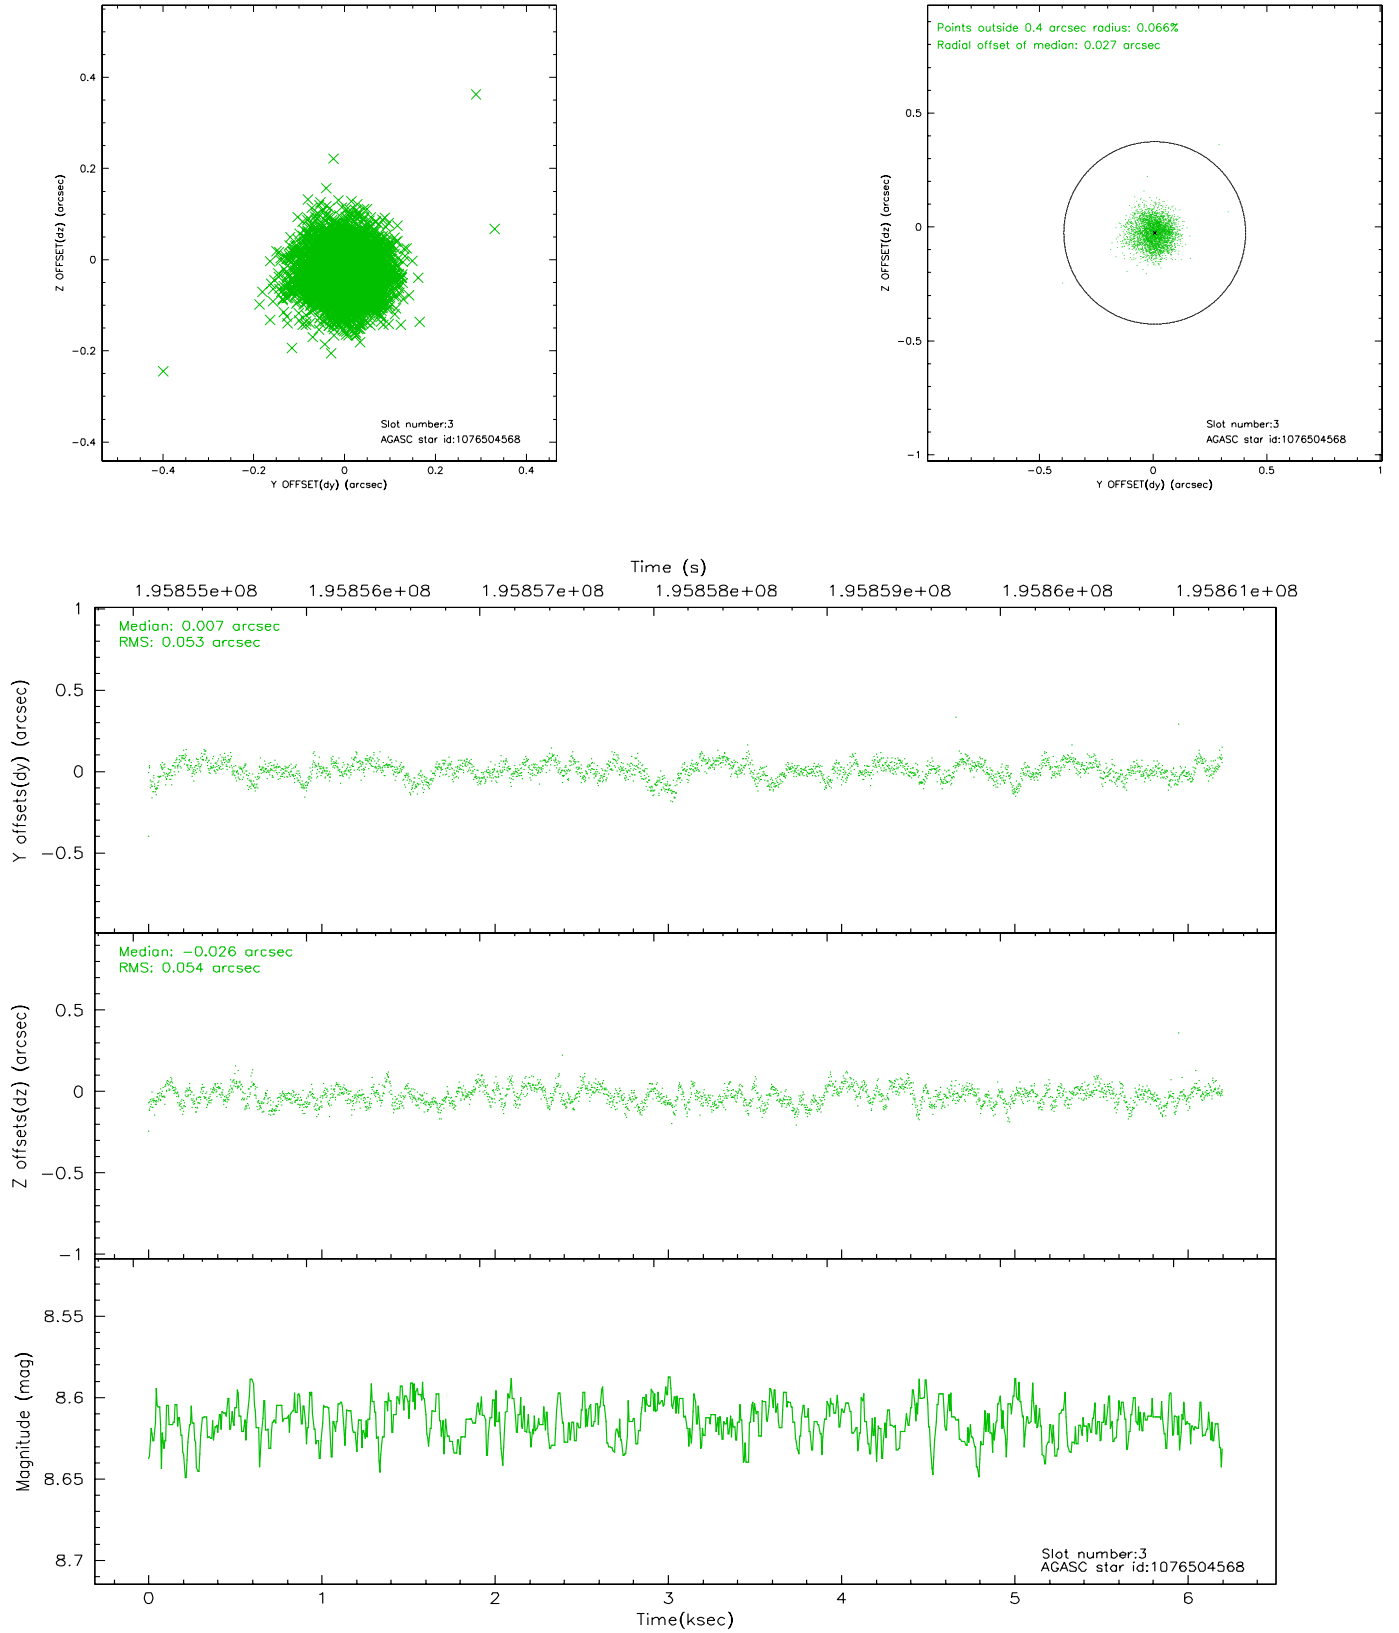 0.4
0.2
0
−0.2
−0.4
Z OFFSET(dz) (arcsec)
Slot number:3
AGASC star id:1076504568
−0.4 −0.2 0 0.2 0.4
Y OFFSET(dy) (arcsec)
Points outside 0.4 arcsec radius: 0.066%
Radial offset of median: 0.027 arcsec
0.5
0
−0.5
−1
Z OFFSET(dz) (arcsec)
Slot number:3
AGASC star id:1076504568
−0.5 0 0.5 1
Y OFFSET(dy) (arcsec)
Time (s)
1.95855e+08 1.95856e+08 1.95857e+08 1.95858e+08 1.95859e+08 1.9586e+08 1.95861e+08
Median: 0.007 arcsec
RMS: 0.053 arcsec
1
0.5
0
−0.5
Y offsets(dy) (arcsec)
Median: −0.026 arcsec
RMS: 0.054 arcsec
0.5
0
−0.5
−1
Z offsets(dz) (arcsec)
8.55
8.6
8.65
8.7
Magnitude (mag)
Slot number:3
AGASC star id:1076504568
0 1 2 3 4 5 6
Time(ksec)